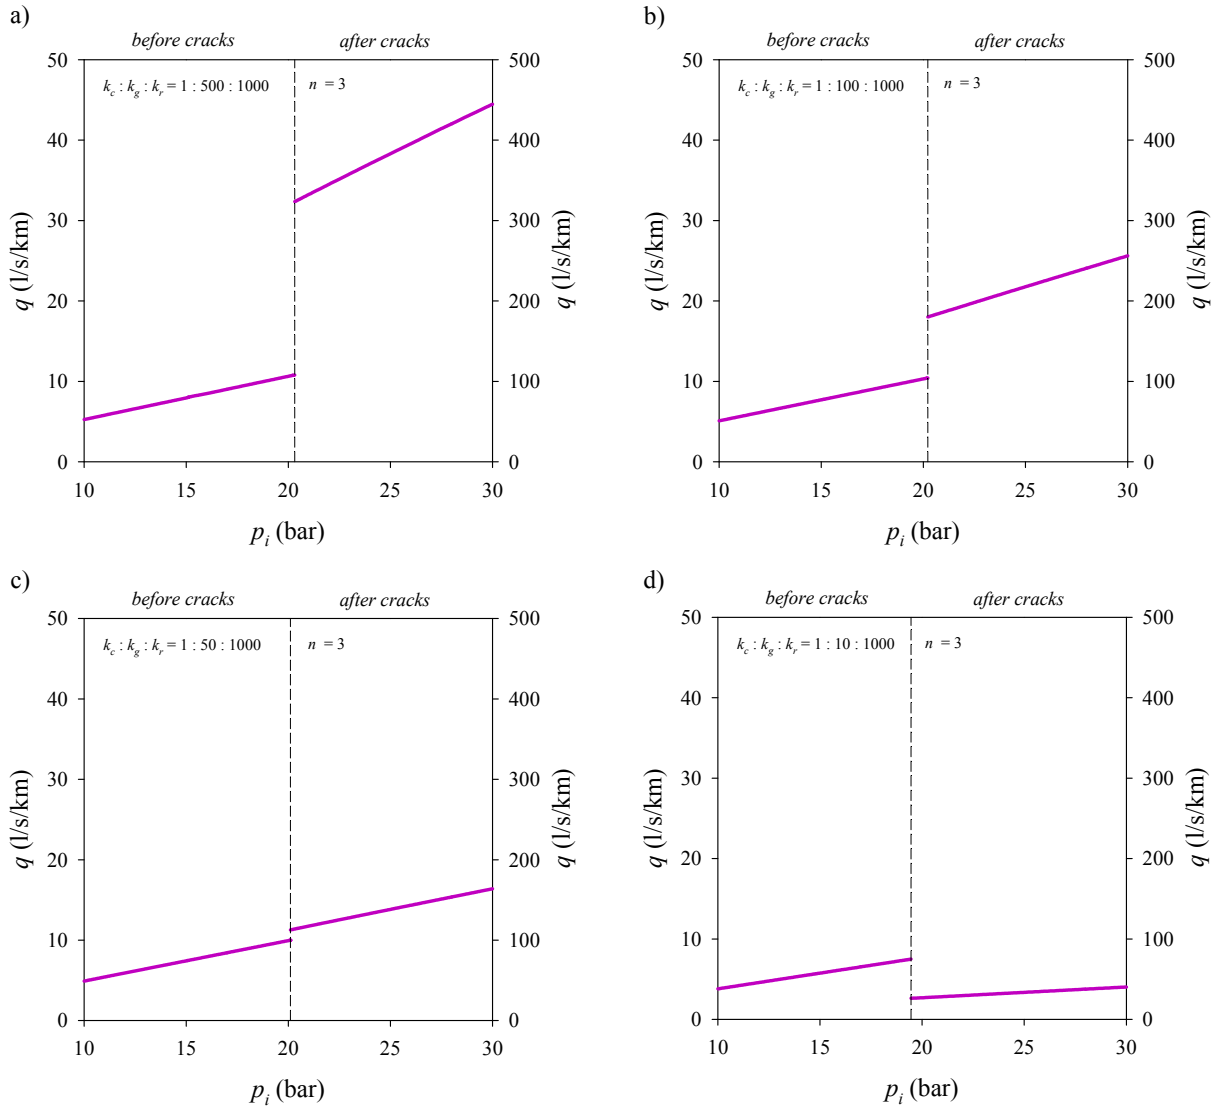 a)
before cracks after cracks
50 500
k_c : k_g : k_r = 1 : 500 : 1000 n = 3
40 400
30 300
q (l/s/km) q (l/s/km)
20 200
10 100
0 0
10 15 20 25 30
p_i (bar)
b)
before cracks after cracks
50 500
k_c : k_g : k_r = 1 : 100 : 1000 n = 3
40 400
30 300
q (l/s/km) q (l/s/km)
20 200
10 100
0 0
10 15 20 25 30
p_i (bar)
c)
before cracks after cracks
50 500
k_c : k_g : k_r = 1 : 50 : 1000 n = 3
40 400
30 300
q (l/s/km) q (l/s/km)
20 200
10 100
0 0
10 15 20 25 30
p_i (bar)
d)
before cracks after cracks
50 500
k_c : k_g : k_r = 1 : 10 : 1000 n = 3
40 400
30 300
q (l/s/km) q (l/s/km)
20 200
10 100
0 0
10 15 20 25 30
p_i (bar)